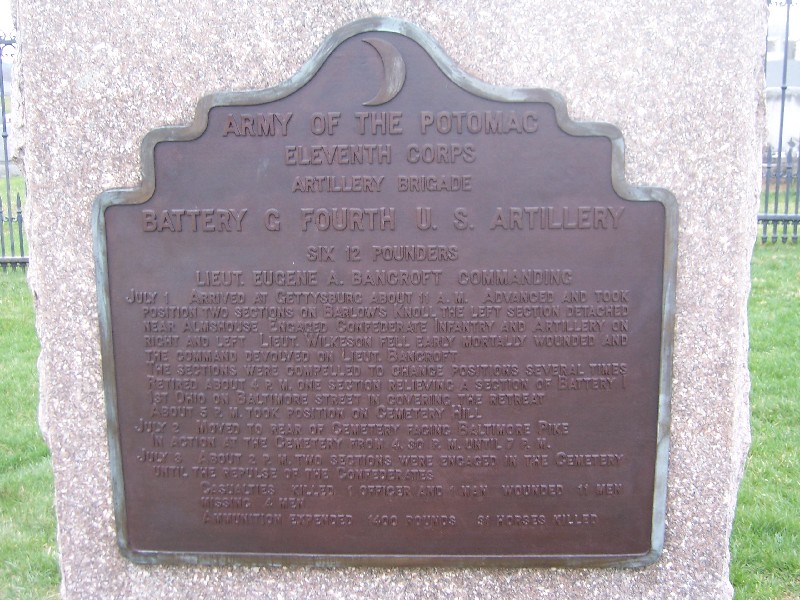 ARMY OF THE POTOMAC
ELEVENTH CORPS
ARTILLERY BRIGADE
BATTERY G FOURTH U. S. ARTILLERY
SIX 12 POUNDERS
LIEUT. EUGENE A. BANCROFT COMMANDING
JULY 1 ARRIVED AT GETTYSBURG ABOUT 11 A. M. ADVANCED AND TOOK
POSITION TWO SECTIONS ON BARLOW'S KNOLL THE LEFT SECTION DETACHED
NEAR ALMSHOUSE. ENGAGED CONFEDERATE INFANTRY AND ARTILLERY ON
RIGHT AND LEFT. LIEUT. WILKESON FELL EARLY MORTALLY WOUNDED AND
THE COMMAND DEVOLVED ON LIEUT. BANCROFT.
THE SECTIONS WERE COMPELLED TO CHANGE POSITIONS SEVERAL TIMES
RETIRED ABOUT 4 P. M. ONE SECTION RELIEVING A SECTION OF BATTERY I
1ST OHIO ON BALTIMORE STREET IN COVERING THE RETREAT
ABOUT 5 P. M. TOOK POSITION ON CEMETERY HILL
JULY 2 MOVED TO REAR OF CEMETERY FACING BALTIMORE PIKE
IN ACTION AT THE CEMETERY FROM 4.30 P. M. UNTIL 7 P. M.
JULY 3 ABOUT 2 P. M. TWO SECTIONS WERE ENGAGED IN THE CEMETERY
UNTIL THE REPULSE OF THE CONFEDERATES
CASUALTIES KILLED 1 OFFICER AND 1 MAN WOUNDED 11 MEN
MISSING 4 MEN
AMMUNITION EXPENDED 1400 ROUNDS 31 HORSES KILLED